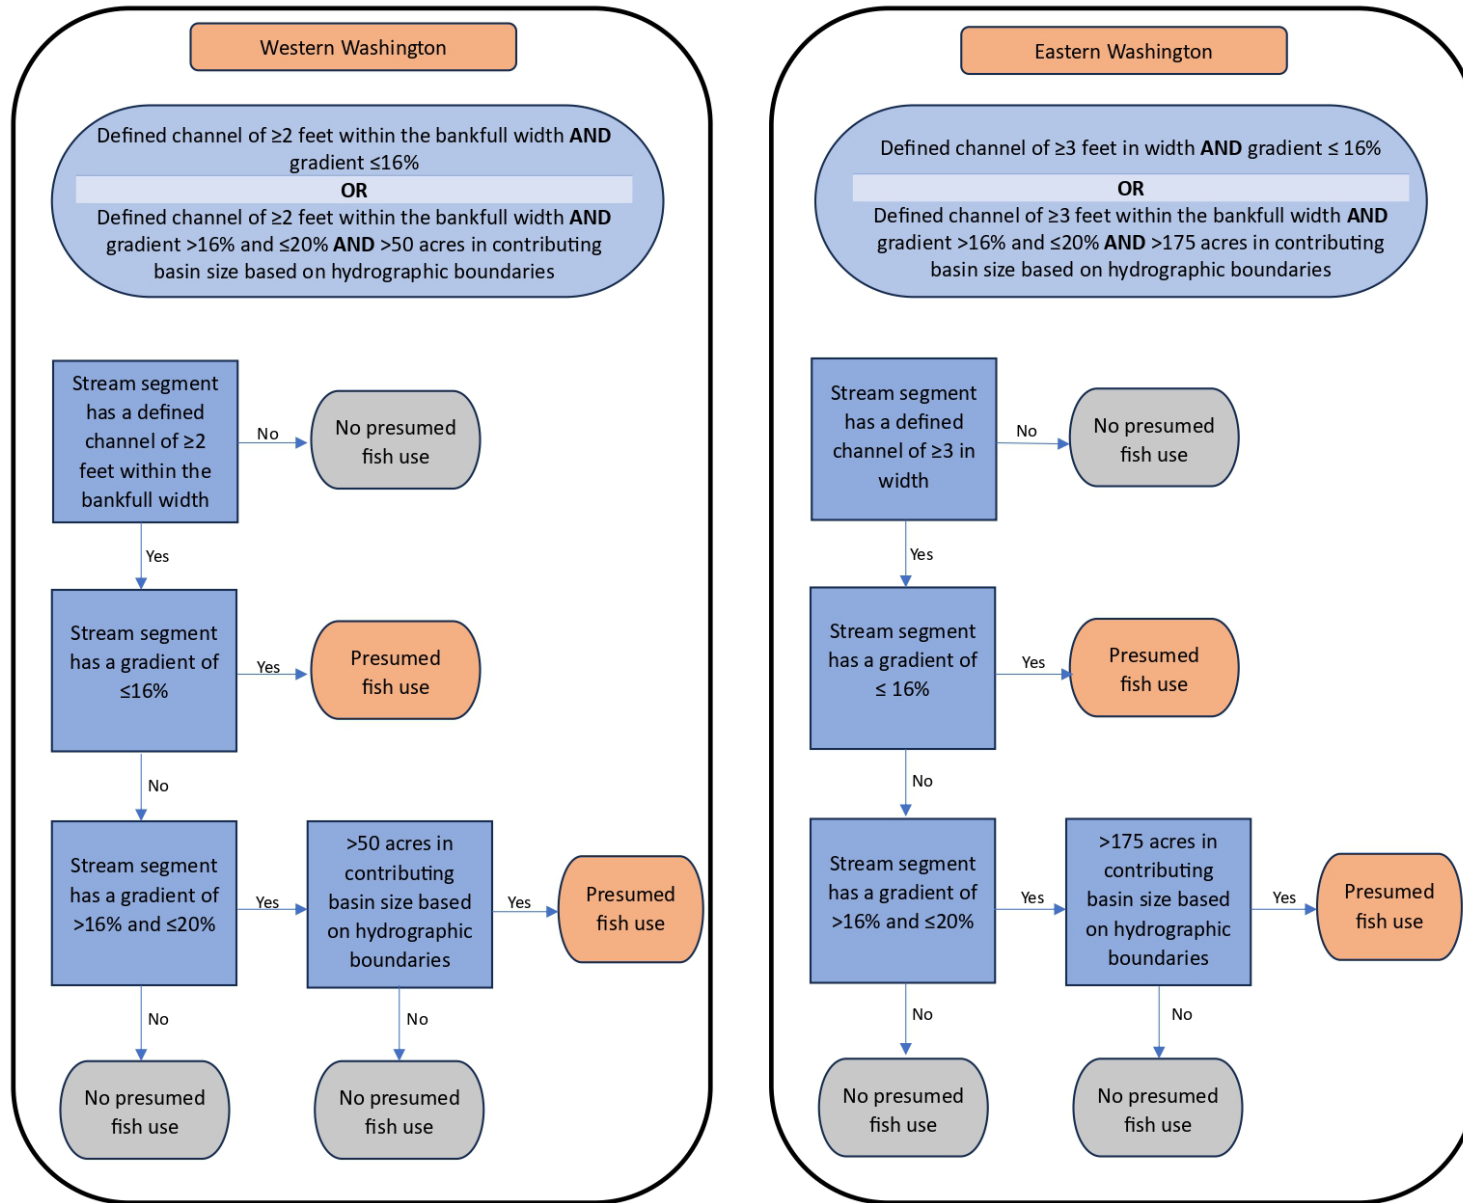 Western Washington
Defined channel of ≥2 feet within the bankfull width AND
gradient ≤16%
OR
Defined channel of ≥2 feet within the bankfull width AND
gradient >16% and ≤20% AND >50 acres in contributing
basin size based on hydrographic boundaries
Stream segment
has a defined
channel of ≥2
feet within the
bankfull width
No
No presumed
fish use
Yes
Stream segment
has a gradient of
≤16%
Yes
Presumed
fish use
No
Stream segment
has a gradient of
>16% and ≤20%
Yes
>50 acres in
contributing
basin size based
on hydrographic
boundaries
Yes
Presumed
fish use
No
No
No presumed
fish use
No presumed
fish use
Eastern Washington
Defined channel of ≥3 feet in width AND gradient ≤ 16%
OR
Defined channel of ≥3 feet within the bankfull width AND
gradient >16% and ≤20% AND >175 acres in contributing
basin size based on hydrographic boundaries
Stream segment
has a defined
channel of ≥3 in
width
No
No presumed
fish use
Yes
Stream segment
has a gradient of
≤ 16%
Yes
Presumed
fish use
No
Stream segment
has a gradient of
>16% and ≤20%
Yes
>175 acres in
contributing
basin size based
on hydrographic
boundaries
Yes
Presumed
fish use
No
No
No presumed
fish use
No presumed
fish use